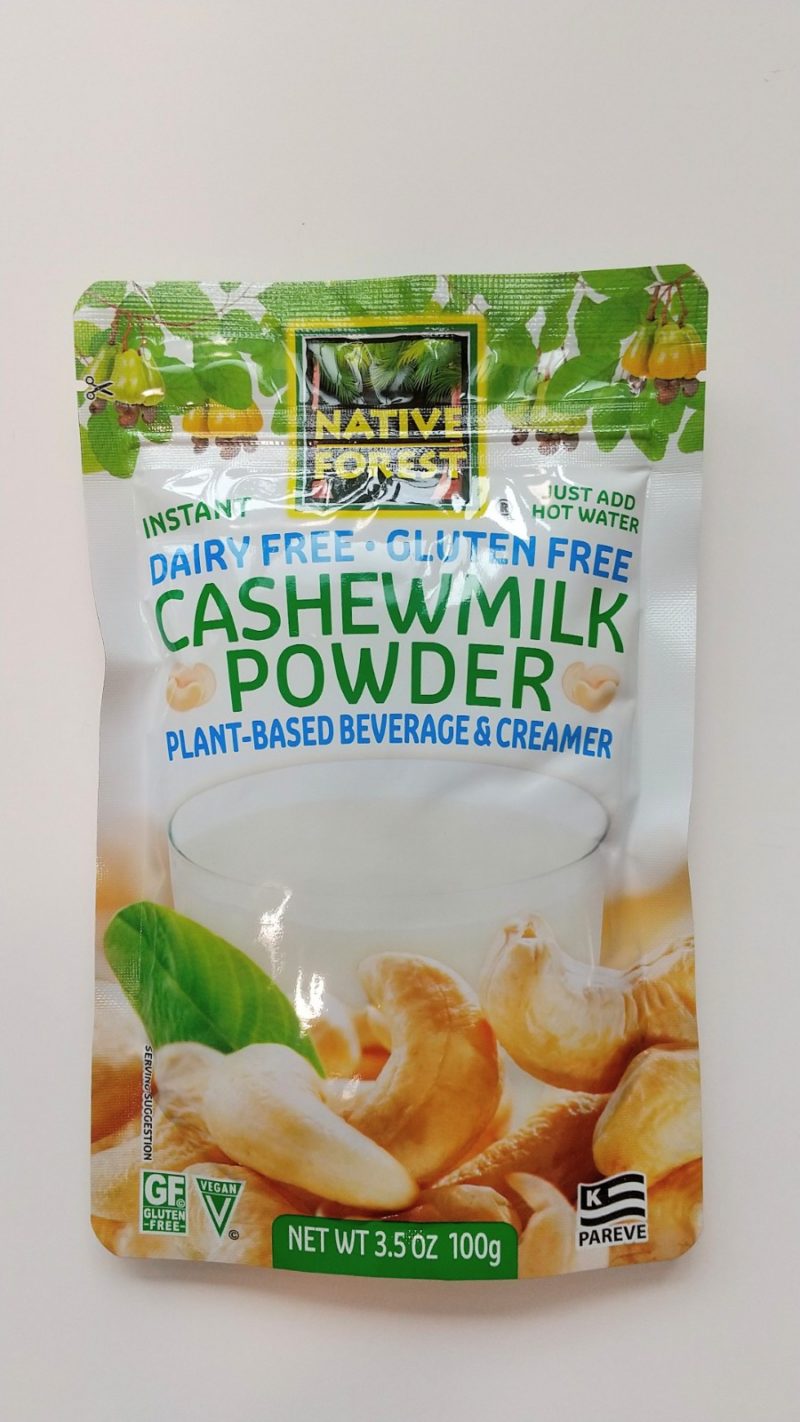 NATIVE
FOREST
®
INSTANT
JUST ADD
HOT WATER
DAIRY FREE • GLUTEN FREE
CASHEWMILK
POWDER
PLANT-BASED BEVERAGE & CREAMER
SERVING SUGGESTION
GF
GLUTEN
-FREE-
VEGAN
V
©
NET WT 3.5 OZ 100g
K
PAREVE